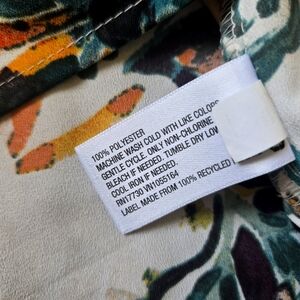 100% POLYESTER
MACHINE WASH COLD WITH LIKE COLORS
GENTLE CYCLE. ONLY NON-CHLORINE
BLEACH IF NEEDED. TUMBLE DRY LOW
COOL IRON IF NEEDED.
RN17730 VN1055164
LABEL MADE FROM 100% RECYCLED